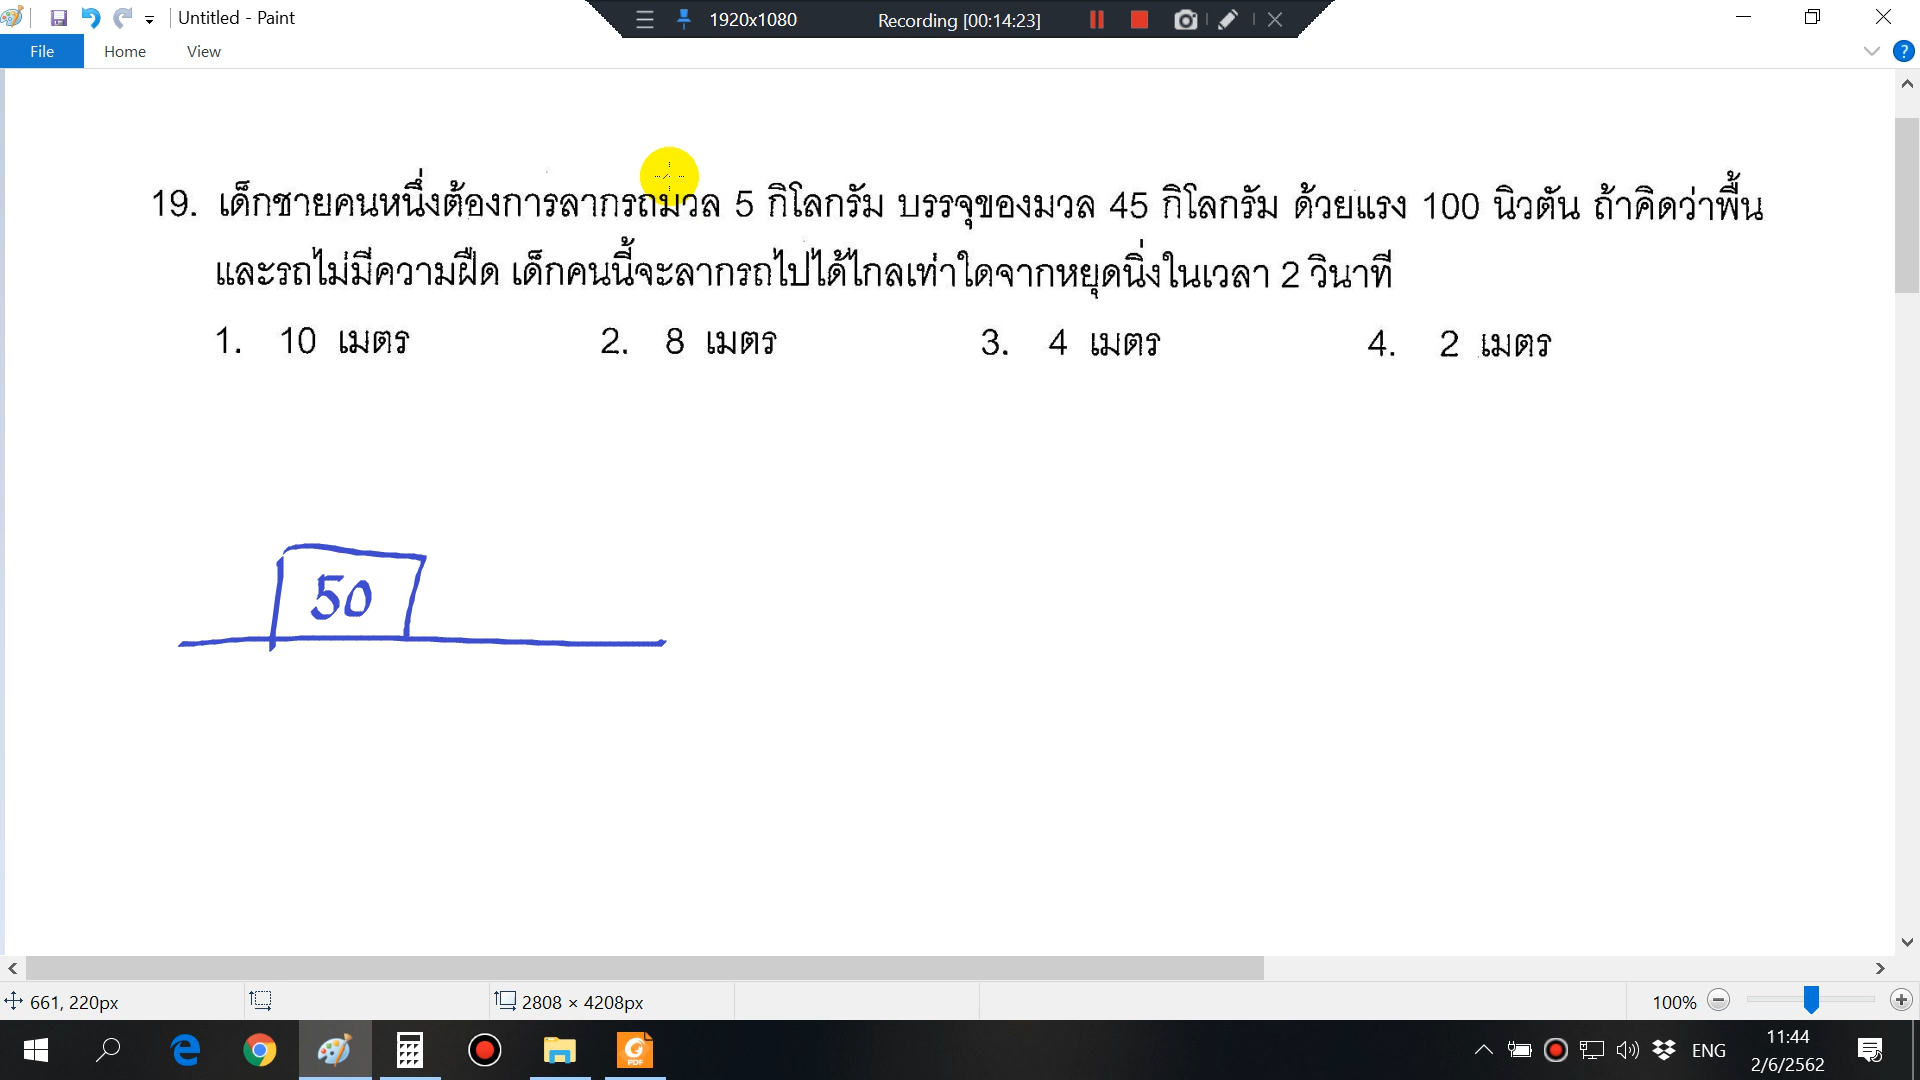 Untitled - Paint
1920x1080
Recording [00:14:23]
File
Home
View
19. เด็กชายคนหนึ่งต้องการลากรถมวล 5 กิโลกรัม บรรจุของมวล 45 กิโลกรัม ด้วยแรง 100 นิวตัน ถ้าคิดว่าพื้น
และรถไม่มีความฝืด เด็กคนนี้จะลากรถไปได้ไกลเท่าใดจากหยุดนิ่งในเวลา 2 วินาที
1. 10 เมตร 2. 8 เมตร 3. 4 เมตร 4. 2 เมตร
50
661, 220px
2808 × 4208px
100%
PDF
ENG
11:44
2/6/2562